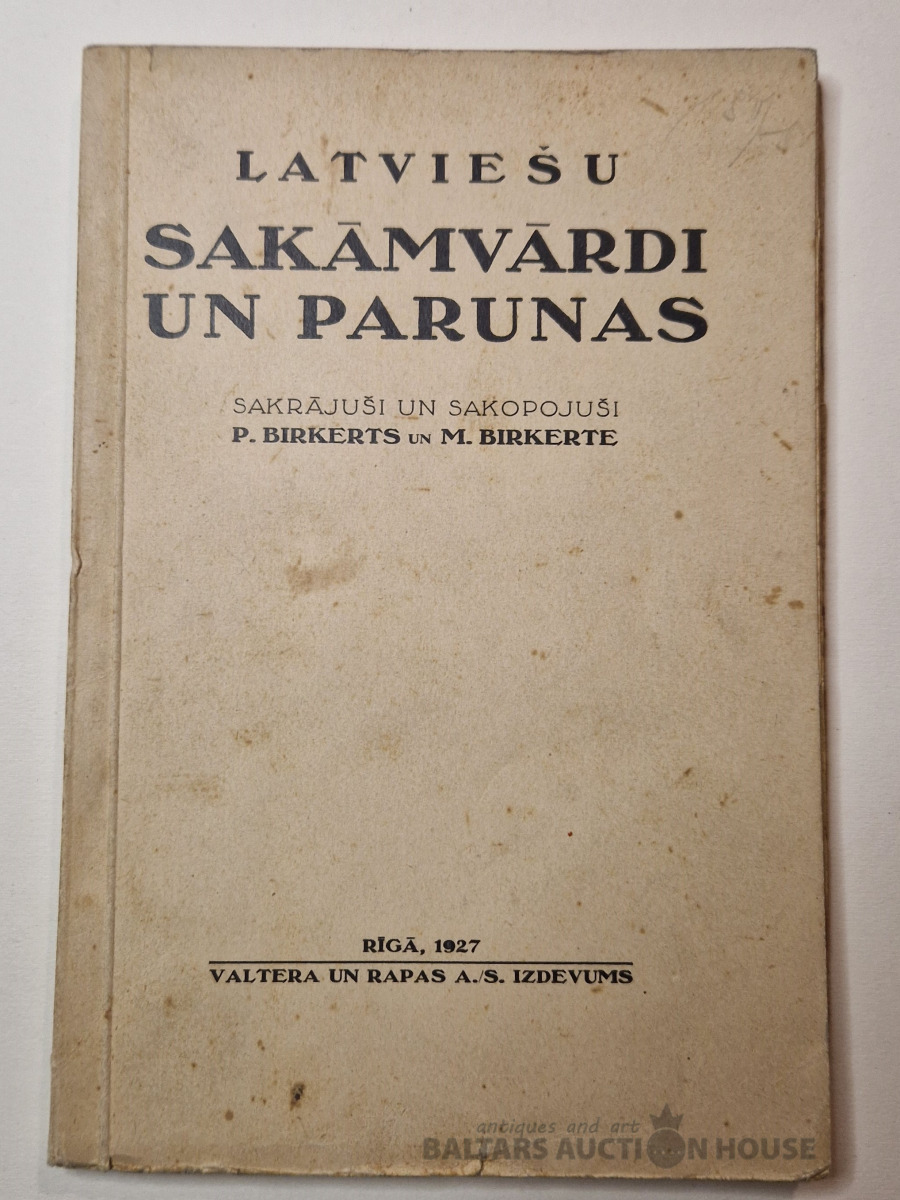 LATVIEŠU
SAKĀMVĀRDI
UN PARUNAS
SAKRĀJUŠI UN SAKOPOJUŠI
P. BIRKERTS UN M. BIRKERTE
RĪGĀ, 1927
VALTERA UN RAPAS A./S. IZDEVUMS
antiques and art
BALTARS AUCTION HOUSE